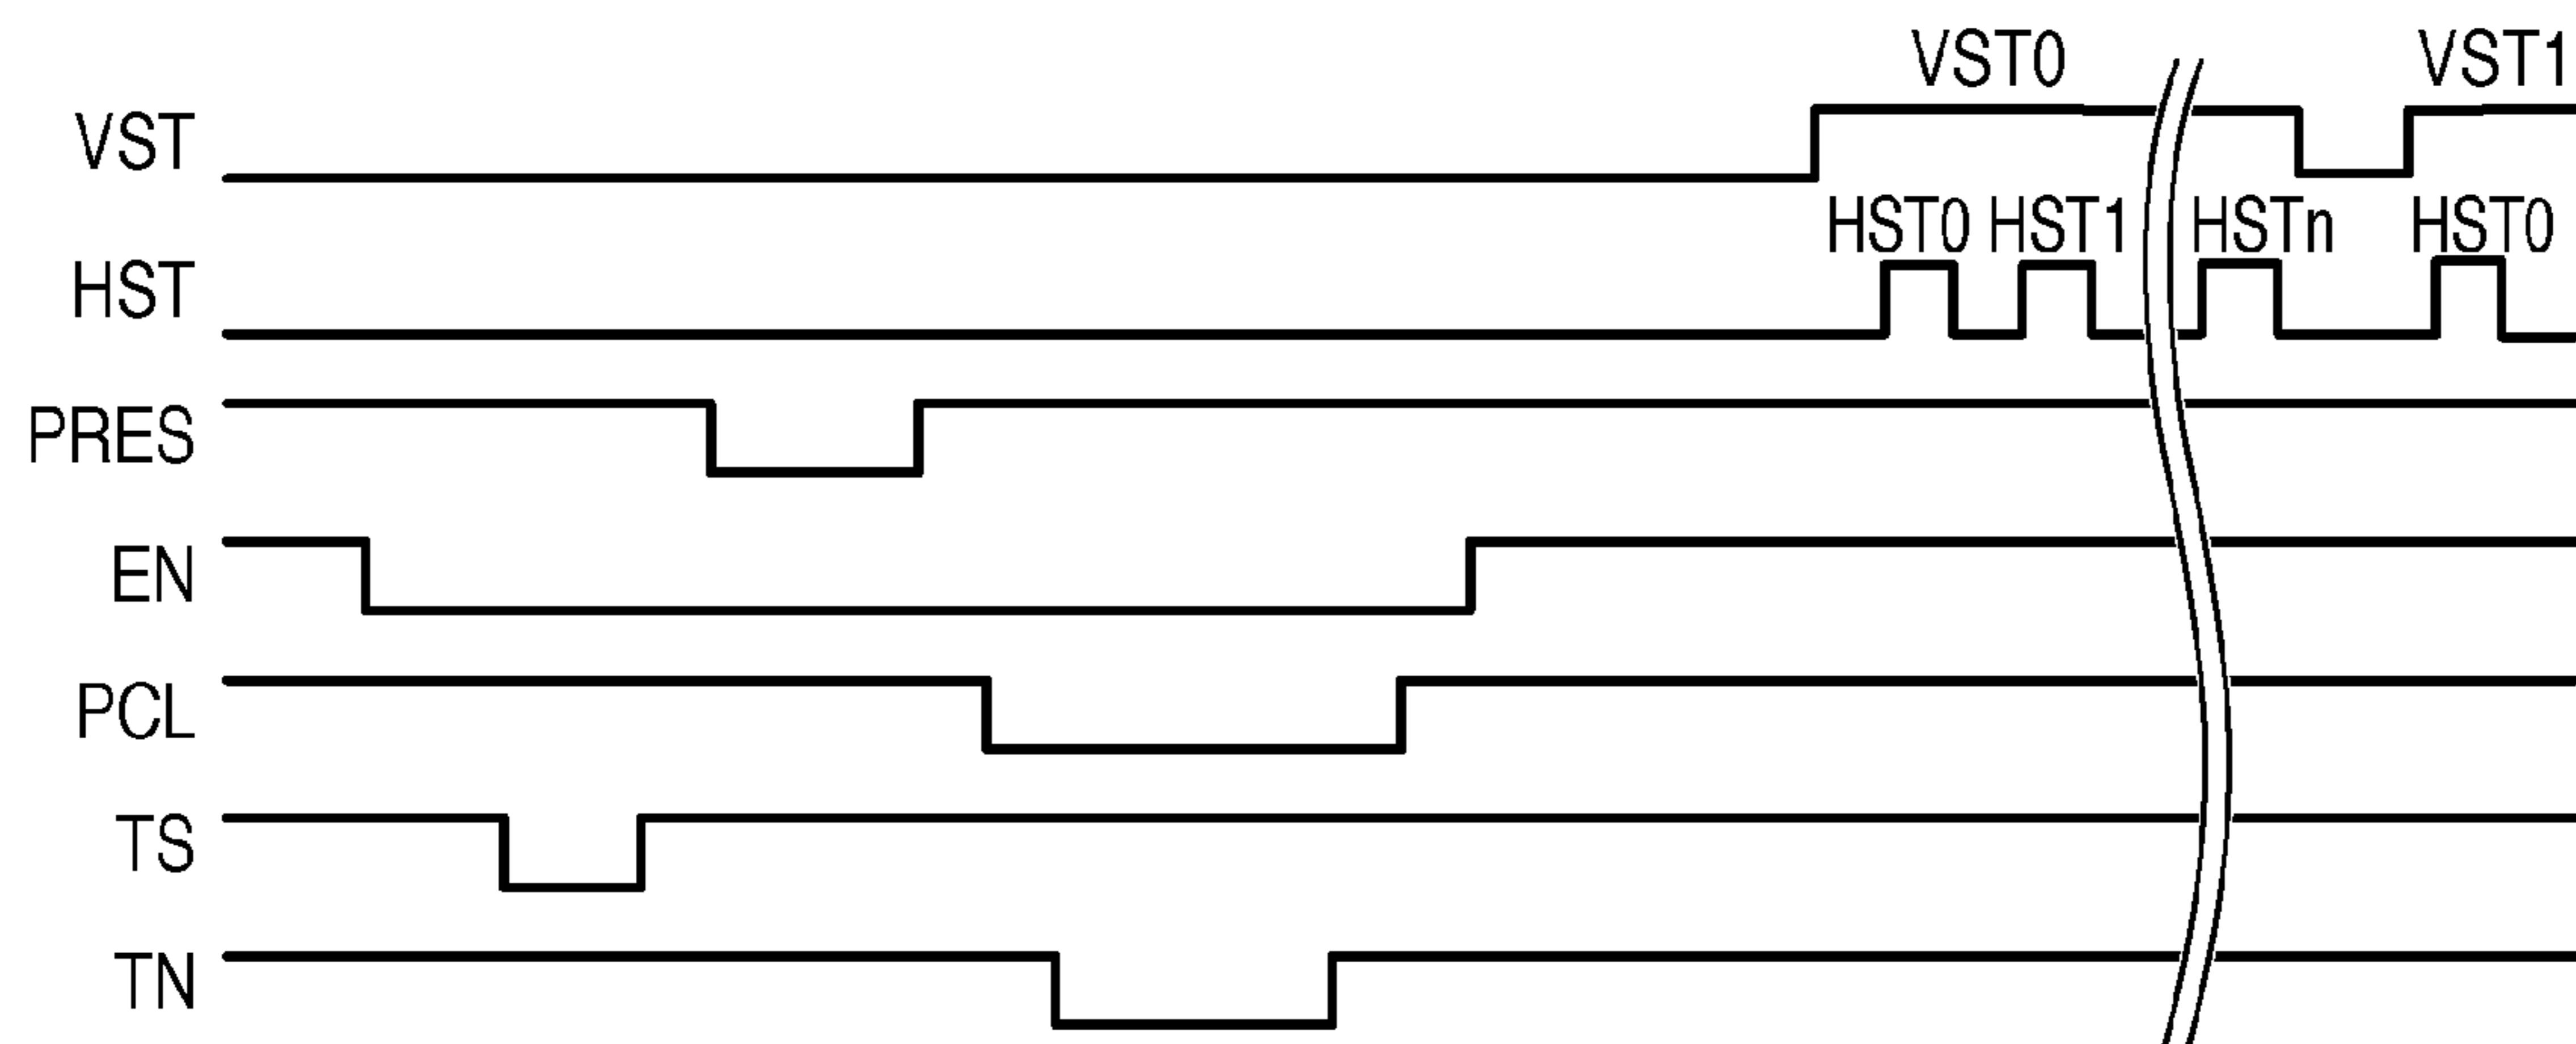 VST0 VST1
VST
HST0 HST1 HSTn HST0
HST
PRES
EN
PCL
TS
TN